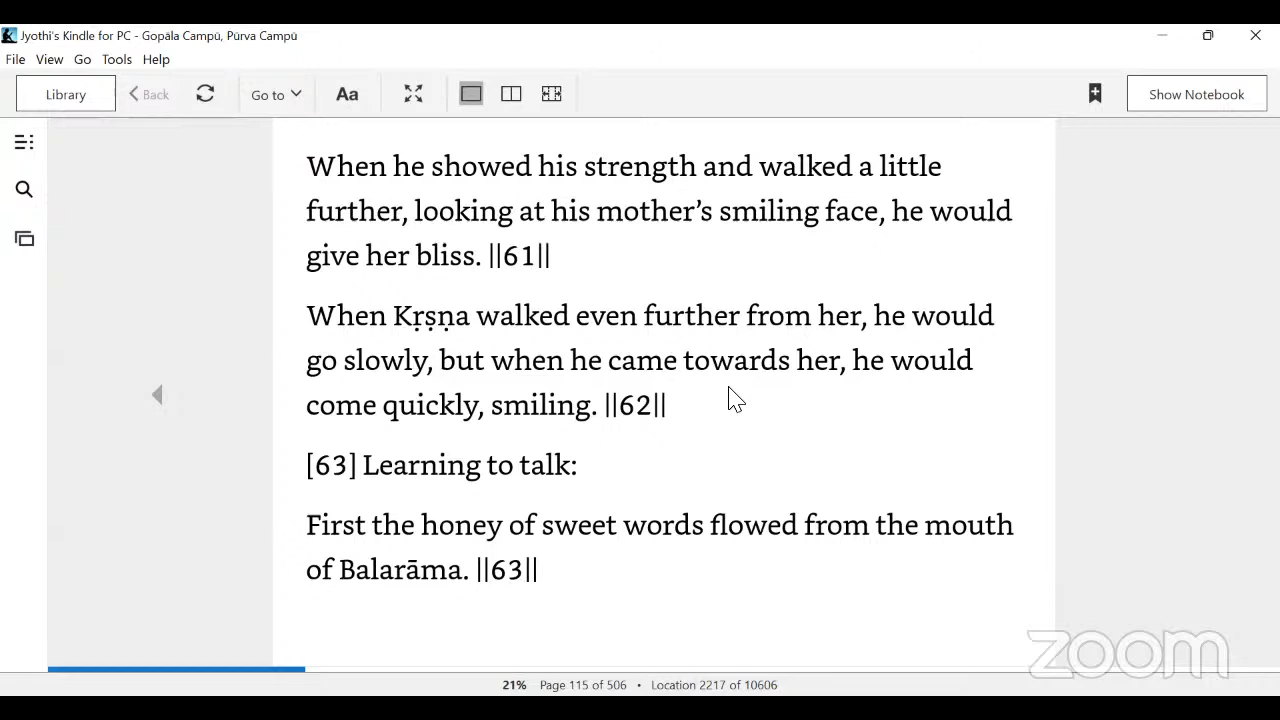 Jyothi's Kindle for PC - Gopāla Campū, Pūrva Campū
File View Go Tools Help
Library Back Go to Aa Show Notebook
When he showed his strength and walked a little
further, looking at his mother’s smiling face, he would
give her bliss. ||61||
When Kṛṣṇa walked even further from her, he would
go slowly, but when he came towards her, he would
come quickly, smiling. ||62||
[63] Learning to talk:
First the honey of sweet words flowed from the mouth
of Balarāma. ||63||
zoom
21% Page 115 of 506 • Location 2217 of 10606